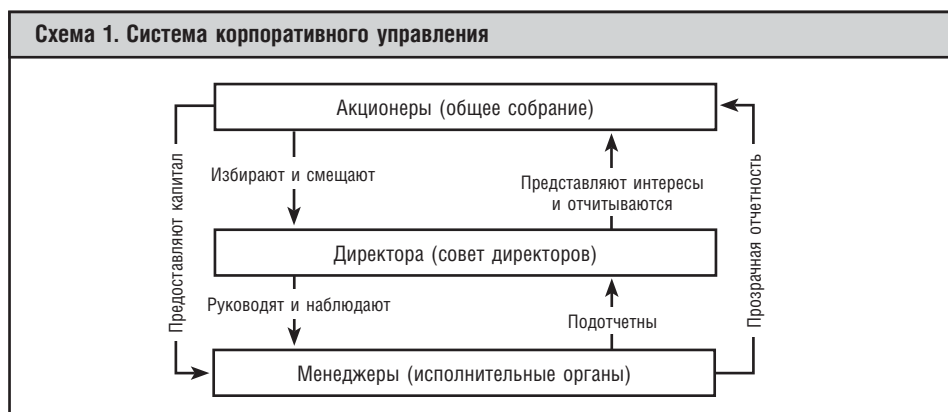 Схема 1. Система корпоративного управления
Акционеры (общее собрание)
Предоставляют капитал
Избирают и смещают
Представляют интересы
и отчитываются
Прозрачная отчетность
Директора (совет директоров)
Руководят и наблюдают
Подотчетны
Менеджеры (исполнительные органы)